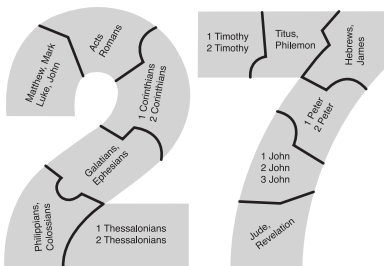 Matthew, Mark
Luke, John
Acts
Romans
1 Corinthians
2 Corinthians
Galatians,
Ephesians
Philippians,
Colossians
1 Thessalonians
2 Thessalonians
1 Timothy
2 Timothy
Titus,
Philemon
Hebrews,
James
1 Peter
2 Peter
1 John
2 John
3 John
Jude,
Revelation